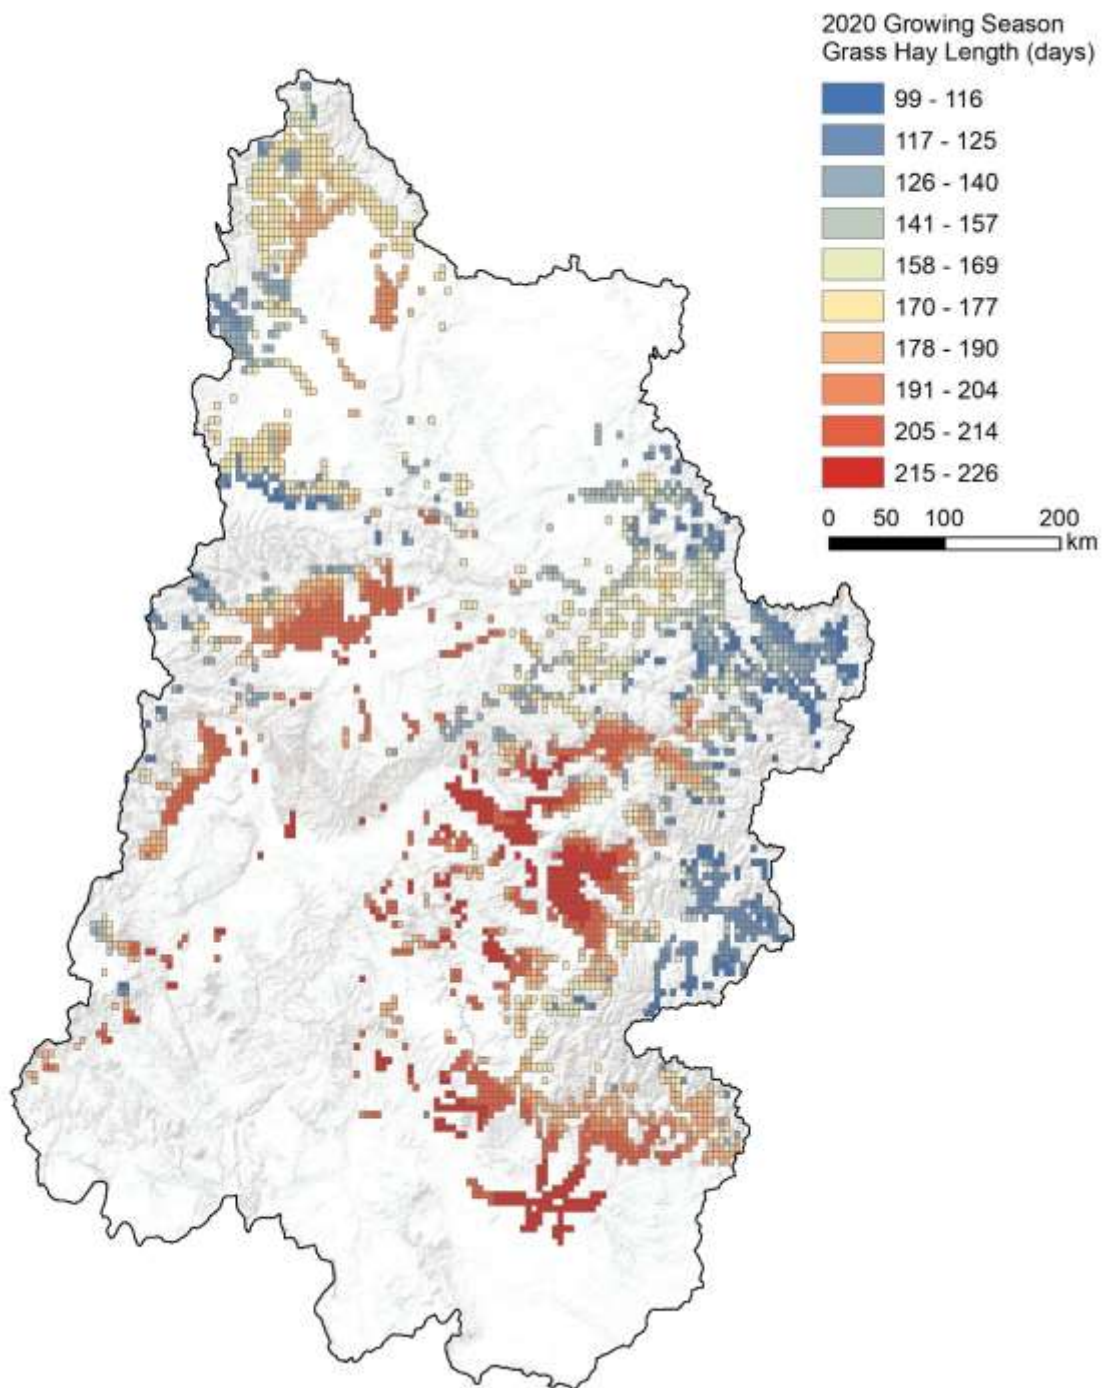 2020 Growing Season
Grass Hay Length (days)
99 - 116
117 - 125
126 - 140
141 - 157
158 - 169
170 - 177
178 - 190
191 - 204
205 - 214
215 - 226
0 50 100 200
km